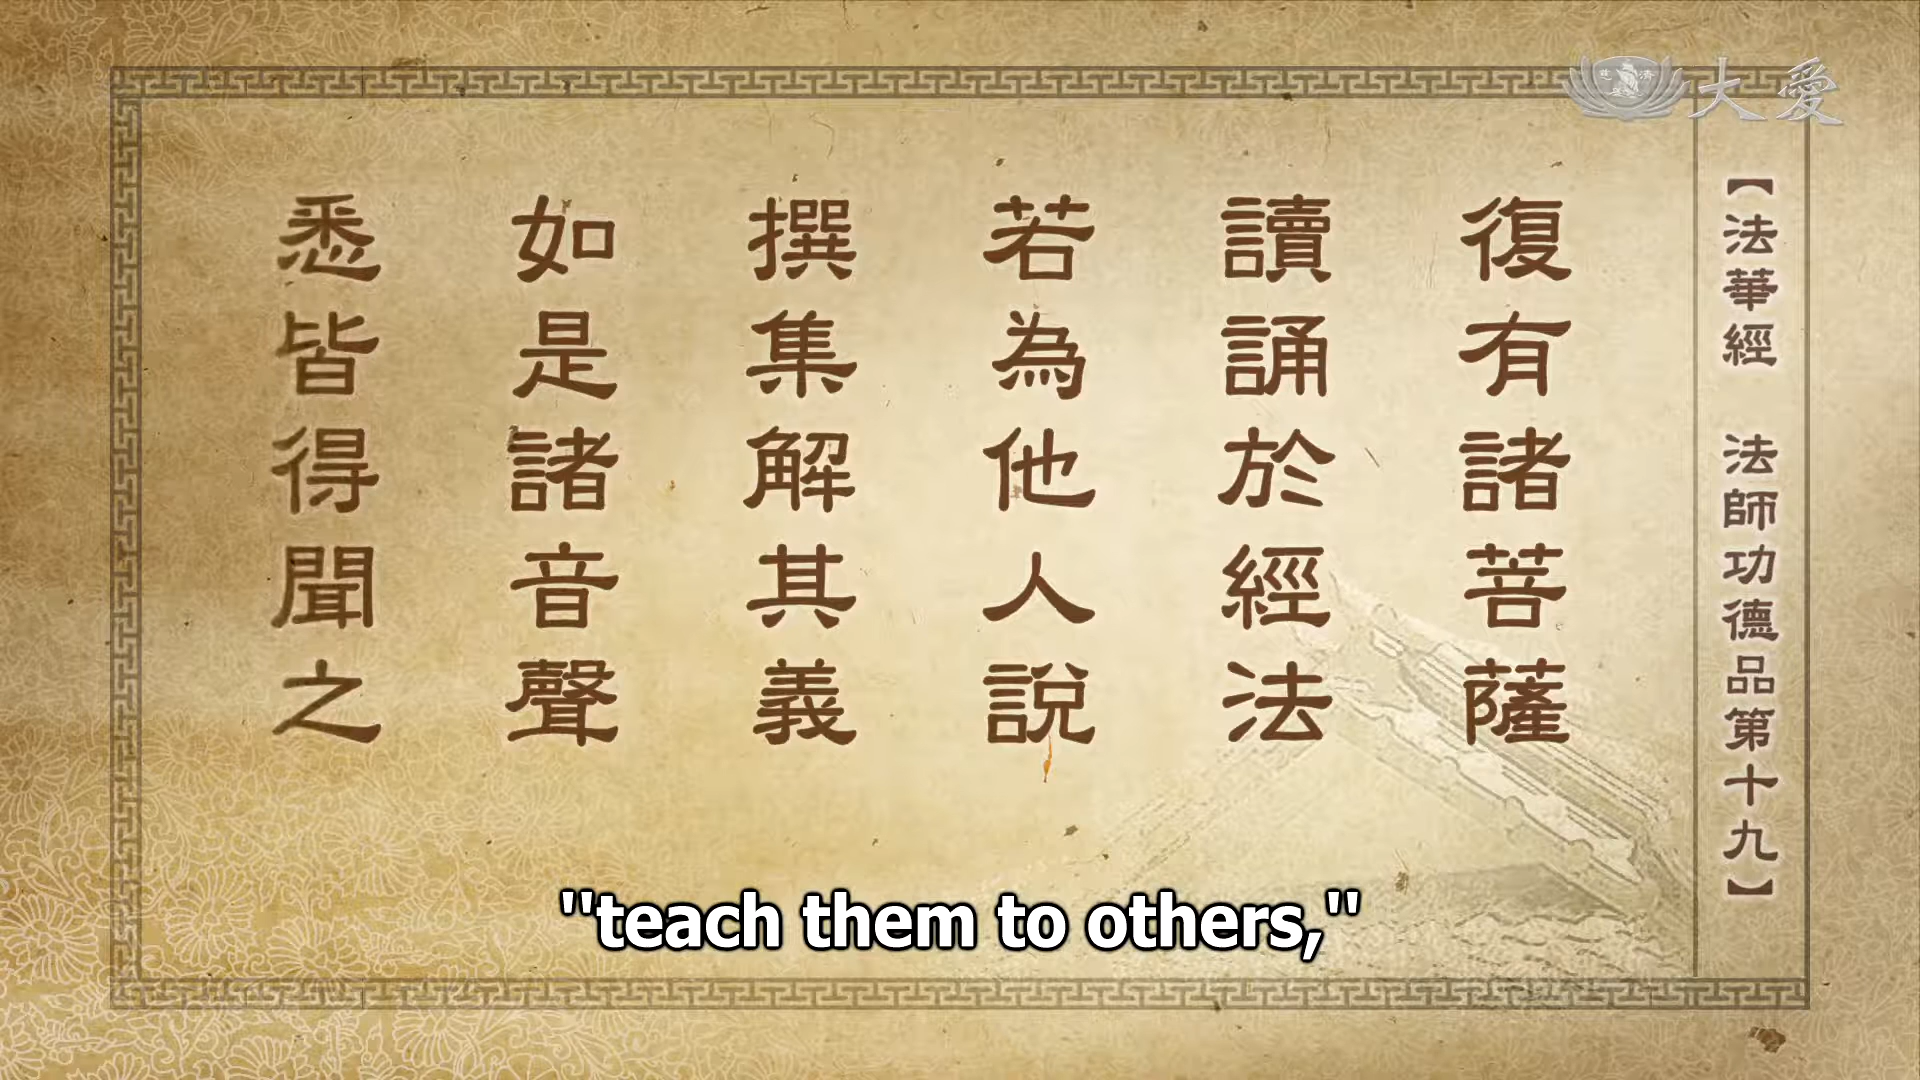 大愛
【法華經 法師功德品第十九】
復有諸菩薩
讀誦於經法
若為他人說
撰集解其義
如是諸音聲
悉皆得聞之
"teach them to others,"